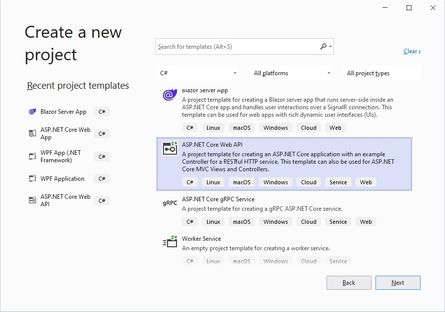 Create a new
project
Recent project templates
Blazor Server App C#
ASP.NET Core Web
App C#
WPF App (.NET
Framework) C#
WPF Application C#
ASP.NET Core Web
API C#
Search for templates (Alt+S)
Clear a
C# All platforms All project types
Blazor Server App
A project template for creating a Blazor server app that runs server-side inside an
ASP.NET Core app and handles user interactions over a SignalR connection. This
template can be used for web apps with rich dynamic user interfaces (UIs).
C# Linux macOS Windows Cloud Web
ASP.NET Core Web API
A project template for creating an ASP.NET Core application with an example
Controller for a RESTful HTTP service. This template can also be used for ASP.NET
Core MVC Views and Controllers.
C# Linux macOS Windows Cloud Service Web
gRPC ASP.NET Core gRPC Service
A project template for creating a gRPC ASP.NET Core service.
C# Linux macOS Windows Cloud Service Web
Worker Service
An empty project template for creating a worker service.
C# Linux macOS Windows Cloud Service Web
Back Next